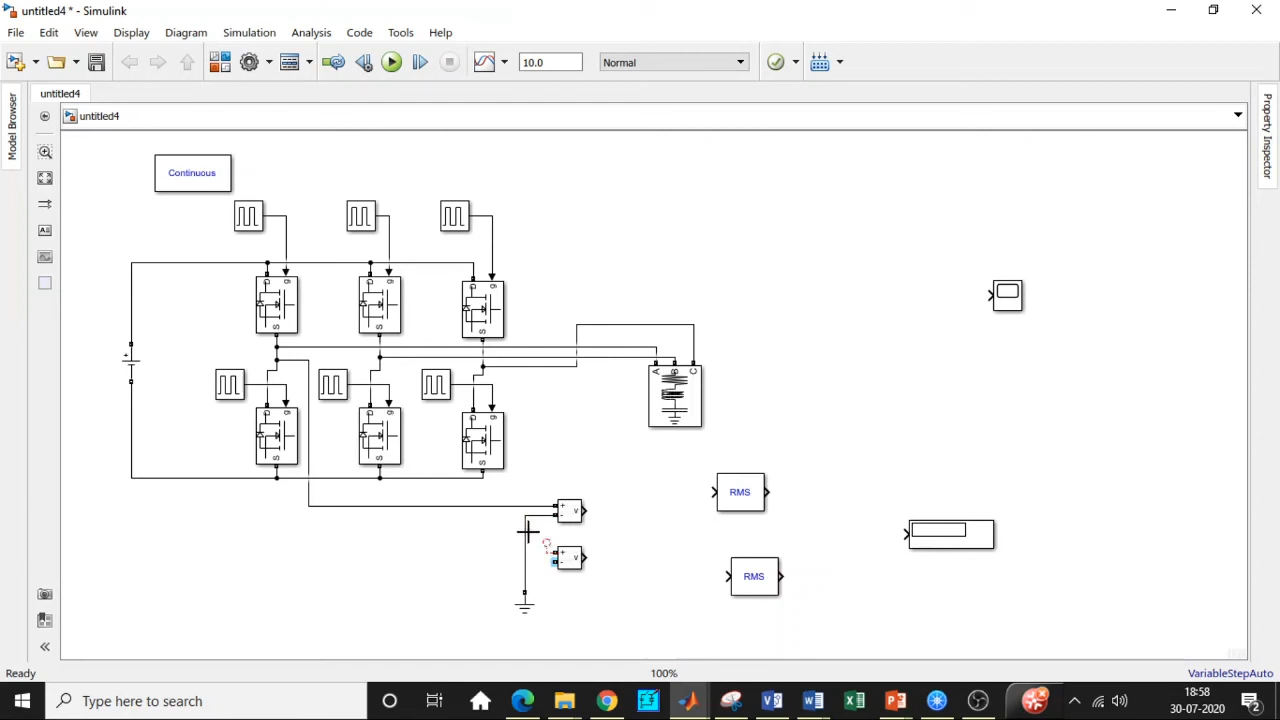 untitled4 * - Simulink
File Edit View Display Diagram Simulation Analysis Code Tools Help
10.0 Normal
untitled4
untitled4
Model Browser
Property Inspector
Continuous
D g S
D g S
D g S
A B C
D g S
D g S
D g S
+ - v
+ - v
RMS
RMS
+
Ready 100% VariableStepAuto
Type here to search
18:58
30-07-2020
2